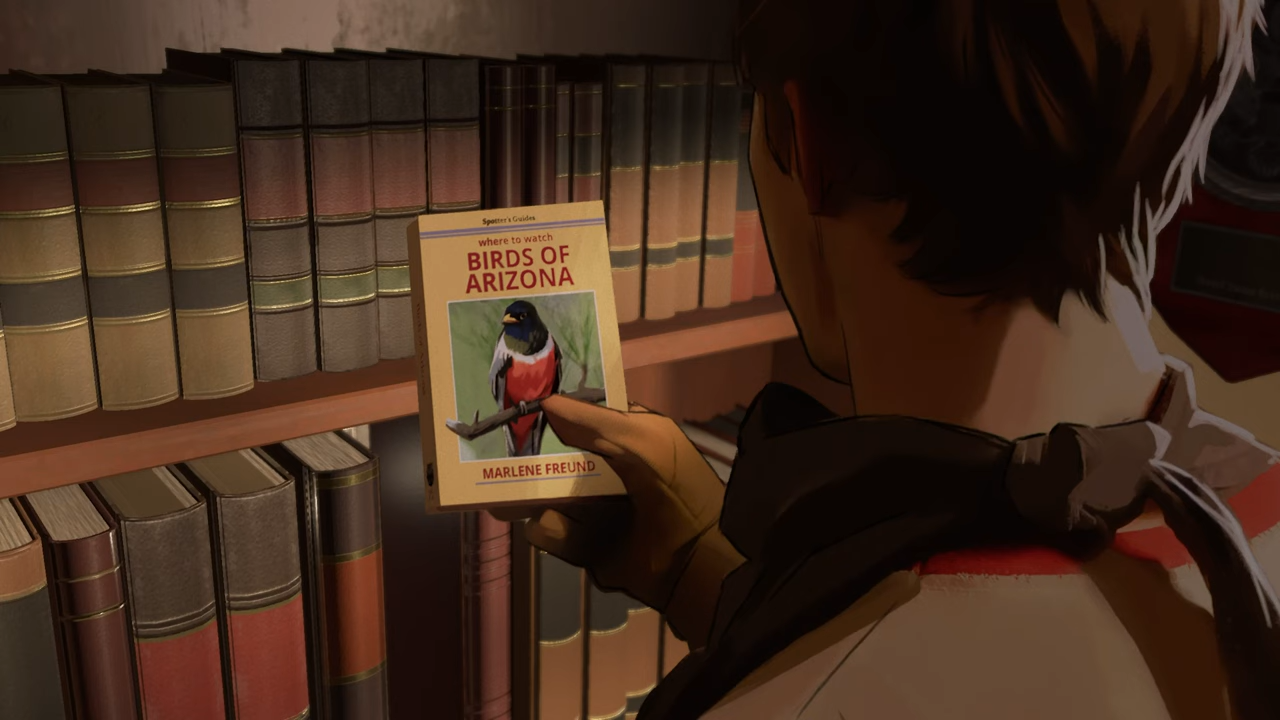 Spotter's Guides
where to watch
BIRDS OF
ARIZONA
MARLENE FREUND